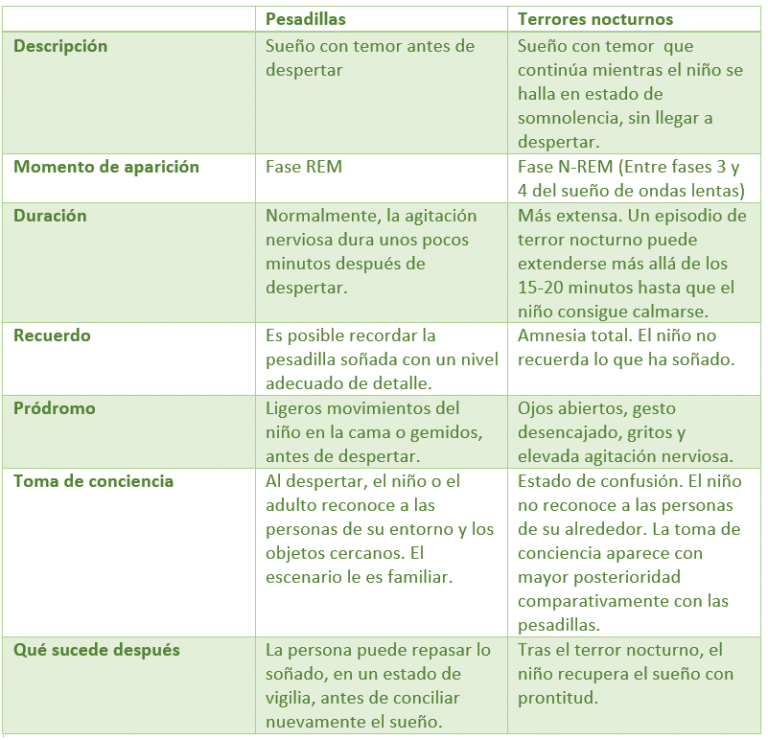 Pesadillas
Terrores nocturnos
Descripción
Sueño con temor antes de
despertar
Sueño con temor que
continúa mientras el niño se
halla en estado de
somnolencia, sin llegar a
despertar.
Momento de aparición
Fase REM
Fase N-REM (Entre fases 3 y
4 del sueño de ondas lentas)
Duración
Normalmente, la agitación
nerviosa dura unos pocos
minutos después de
despertar.
Más extensa. Un episodio de
terror nocturno puede
extenderse más allá de los
15-20 minutos hasta que el
niño consigue calmarse.
Recuerdo
Es posible recordar la
pesadilla soñada con un nivel
adecuado de detalle.
Amnesia total. El niño no
recuerda lo que ha soñado.
Pródromo
Ligeros movimientos del
niño en la cama o gemidos,
antes de despertar.
Ojos abiertos, gesto
desencajado, gritos y
elevada agitación nerviosa.
Toma de conciencia
Al despertar, el niño o el
adulto reconoce a las
personas de su entorno y los
objetos cercanos. El
escenario le es familiar.
Estado de confusión. El niño
no reconoce a las personas
de su alrededor. La toma de
conciencia aparece con
mayor posterioridad
comparativamente con las
pesadillas.
Qué sucede después
La persona puede repasar lo
soñado, en un estado de
vigilia, antes de conciliar
nuevamente el sueño.
Tras el terror nocturno, el
niño recupera el sueño con
prontitud.